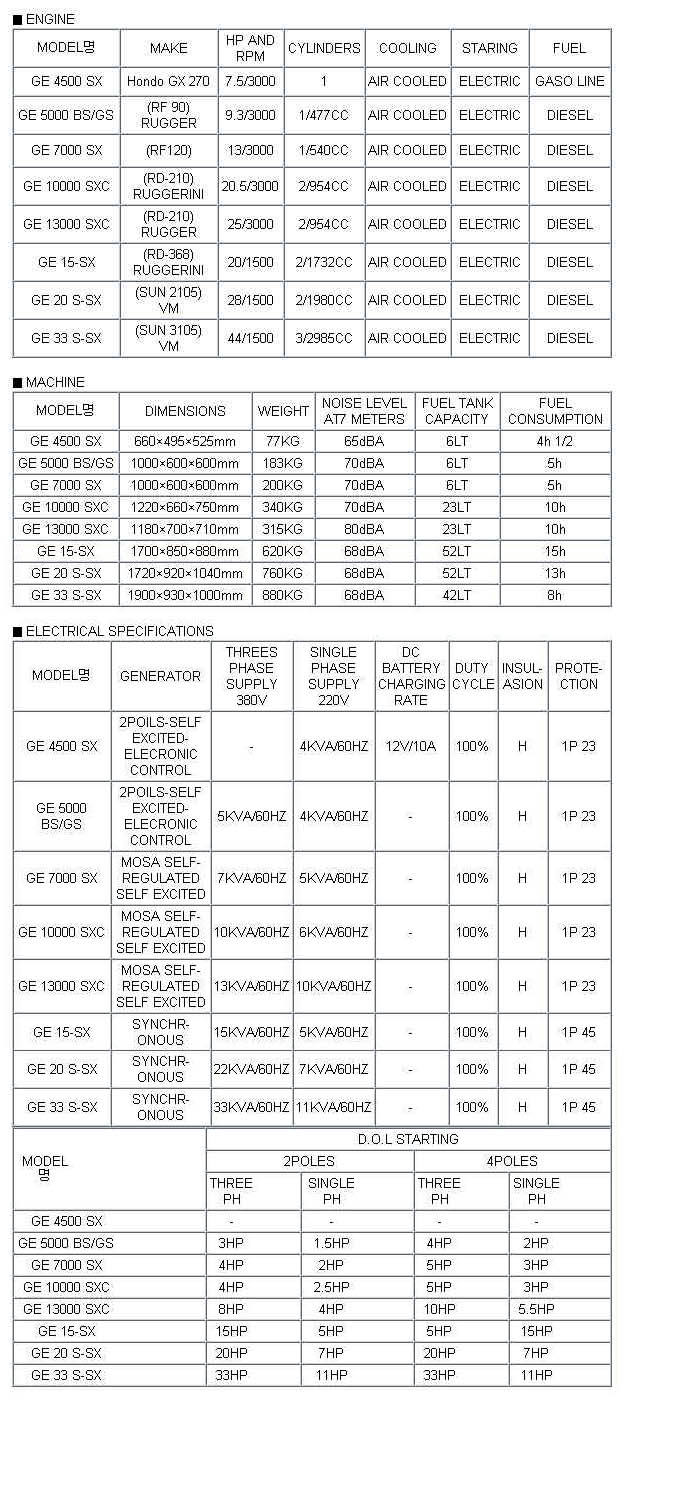 ■ ENGINE
MODEL명 MAKE HP AND RPM CYLINDERS COOLING STARING FUEL
GE 4500 SX Hondo GX 270 7.5/3000 1 AIR COOLED ELECTRIC GASO LINE
GE 5000 BS/GS (RF 90) RUGGER 9.3/3000 1/477CC AIR COOLED ELECTRIC DIESEL
GE 7000 SX (RF120) 13/3000 1/540CC AIR COOLED ELECTRIC DIESEL
GE 10000 SXC (RD-210) RUGGERINI 20.5/3000 2/954CC AIR COOLED ELECTRIC DIESEL
GE 13000 SXC (RD-210) RUGGER 25/3000 2/954CC AIR COOLED ELECTRIC DIESEL
GE 15-SX (RD-368) RUGGERINI 20/1500 2/1732CC AIR COOLED ELECTRIC DIESEL
GE 20 S-SX (SUN 2105) VM 28/1500 2/1980CC AIR COOLED ELECTRIC DIESEL
GE 33 S-SX (SUN 3105) VM 44/1500 3/2985CC AIR COOLED ELECTRIC DIESEL
■ MACHINE
MODEL명 DIMENSIONS WEIGHT NOISE LEVEL AT7 METERS FUEL TANK CAPACITY FUEL CONSUMPTION
GE 4500 SX 660×495×525mm 77KG 65dBA 6LT 4h 1/2
GE 5000 BS/GS 1000×600×600mm 183KG 70dBA 6LT 5h
GE 7000 SX 1000×600×600mm 200KG 70dBA 6LT 5h
GE 10000 SXC 1220×660×750mm 340KG 70dBA 23LT 10h
GE 13000 SXC 1180×700×710mm 315KG 80dBA 23LT 10h
GE 15-SX 1700×850×880mm 620KG 68dBA 52LT 15h
GE 20 S-SX 1720×920×1040mm 760KG 68dBA 52LT 13h
GE 33 S-SX 1900×930×1000mm 880KG 68dBA 42LT 8h
■ ELECTRICAL SPECIFICATIONS
MODEL명 GENERATOR THREES PHASE SUPPLY 380V SINGLE PHASE SUPPLY 220V DC BATTERY CHARGING RATE DUTY CYCLE INSUL-ASION PROTE-CTION
GE 4500 SX 2POILS-SELF EXCITED-ELECRONIC CONTROL - 4KVA/60HZ 12V/10A 100% H 1P 23
GE 5000 BS/GS 2POILS-SELF EXCITED-ELECRONIC CONTROL 5KVA/60HZ 4KVA/60HZ - 100% H 1P 23
GE 7000 SX MOSA SELF-REGULATED SELF EXCITED 7KVA/60HZ 5KVA/60HZ - 100% H 1P 23
GE 10000 SXC MOSA SELF-REGULATED SELF EXCITED 10KVA/60HZ 6KVA/60HZ - 100% H 1P 23
GE 13000 SXC MOSA SELF-REGULATED SELF EXCITED 13KVA/60HZ 10KVA/60HZ - 100% H 1P 23
GE 15-SX SYNCHR-ONOUS 15KVA/60HZ 5KVA/60HZ - 100% H 1P 45
GE 20 S-SX SYNCHR-ONOUS 22KVA/60HZ 7KVA/60HZ - 100% H 1P 45
GE 33 S-SX SYNCHR-ONOUS 33KVA/60HZ 11KVA/60HZ - 100% H 1P 45
MODEL명 D.O.L STARTING
2POLES 4POLES
THREE PH SINGLE PH THREE PH SINGLE PH
GE 4500 SX - - - -
GE 5000 BS/GS 3HP 1.5HP 4HP 2HP
GE 7000 SX 4HP 2HP 5HP 3HP
GE 10000 SXC 4HP 2.5HP 5HP 3HP
GE 13000 SXC 8HP 4HP 10HP 5.5HP
GE 15-SX 15HP 5HP 5HP 15HP
GE 20 S-SX 20HP 7HP 20HP 7HP
GE 33 S-SX 33HP 11HP 33HP 11HP